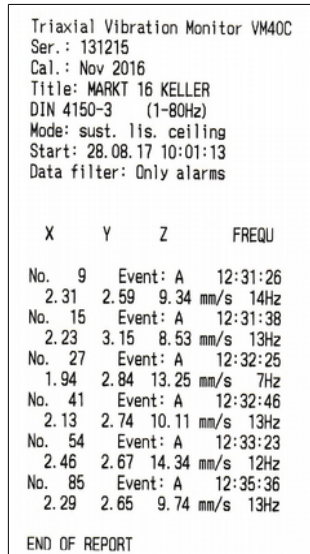 Triaxial Vibration Monitor VM40C
Ser.: 131215
Cal.: Nov 2016
Title: MARKT 16 KELLER
DIN 4150-3 (1-80Hz)
Mode: sust. lis. ceiling
Start: 28.08.17 10:01:13
Data filter: Only alarms
X Y Z FREQU
No. 9 Event: A 12:31:26
2.31 2.59 9.34 mm/s 14Hz
No. 15 Event: A 12:31:38
2.23 3.15 8.53 mm/s 13Hz
No. 27 Event: A 12:32:25
1.94 2.84 13.25 mm/s 7Hz
No. 41 Event: A 12:32:46
2.13 2.74 10.11 mm/s 13Hz
No. 54 Event: A 12:33:23
2.46 2.67 14.34 mm/s 12Hz
No. 85 Event: A 12:35:36
2.29 2.65 9.74 mm/s 13Hz
END OF REPORT